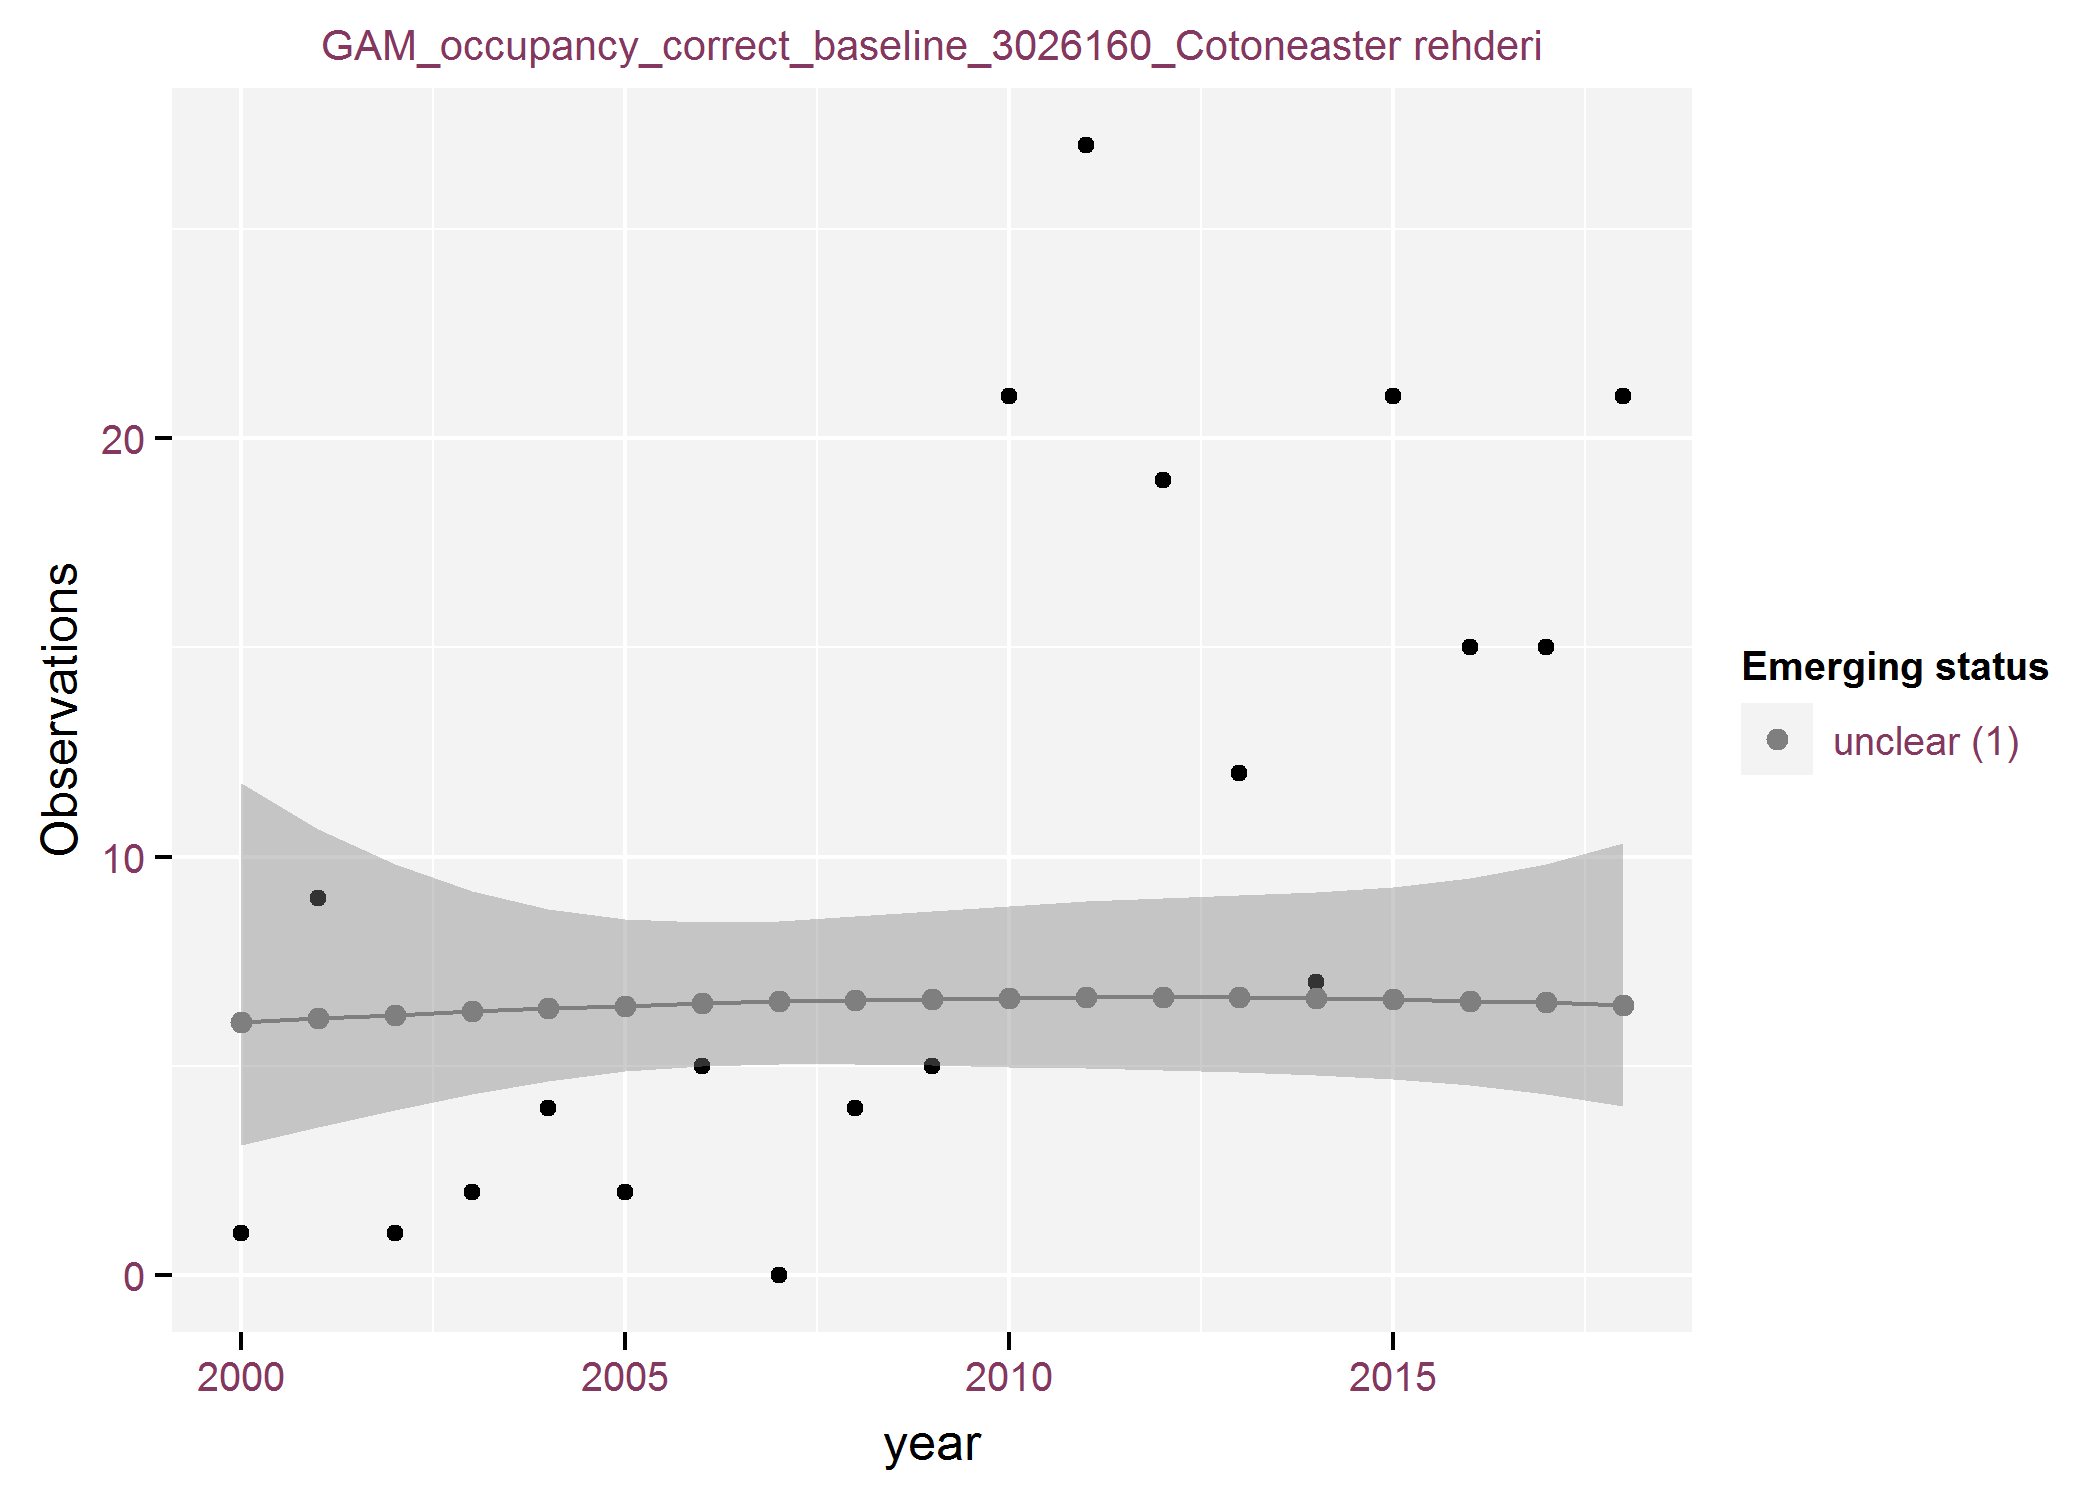 GAM_occupancy_correct_baseline_3026160_Cotoneaster rehderi
Observations
20
10
0
2000 2005 2010 2015
year
Emerging status
unclear (1)